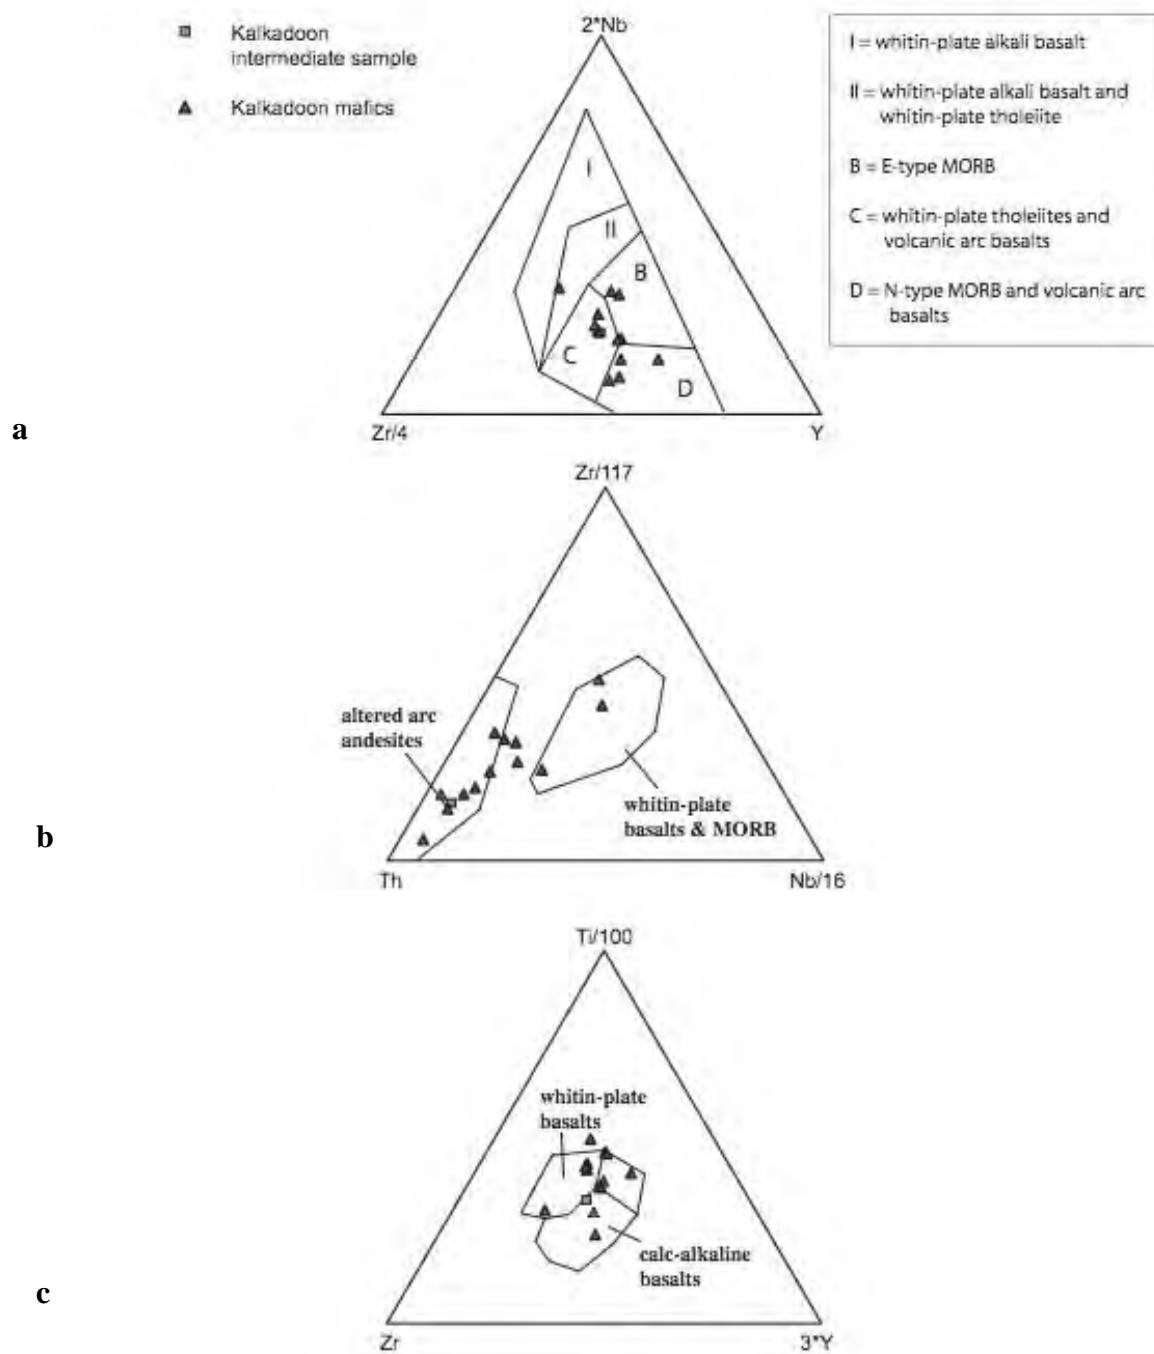 Kalkadoon
intermediate sample
Kalkadoon mafics
2*Nb
I = whitin-plate alkali basalt
II = whitin-plate alkali basalt and
whitin-plate tholeiite
B = E-type MORB
C = whitin-plate tholeiites and
volcanic arc basalts
D = N-type MORB and volcanic arc
basalts
I
II
B
C
D
Zr/4
Y
a
Zr/117
altered arc
andesites
whitin-plate
basalts & MORB
b
Th
Nb/16
Ti/100
whitin-plate
basalts
calc-alkaline
basalts
c
Zr
3*Y